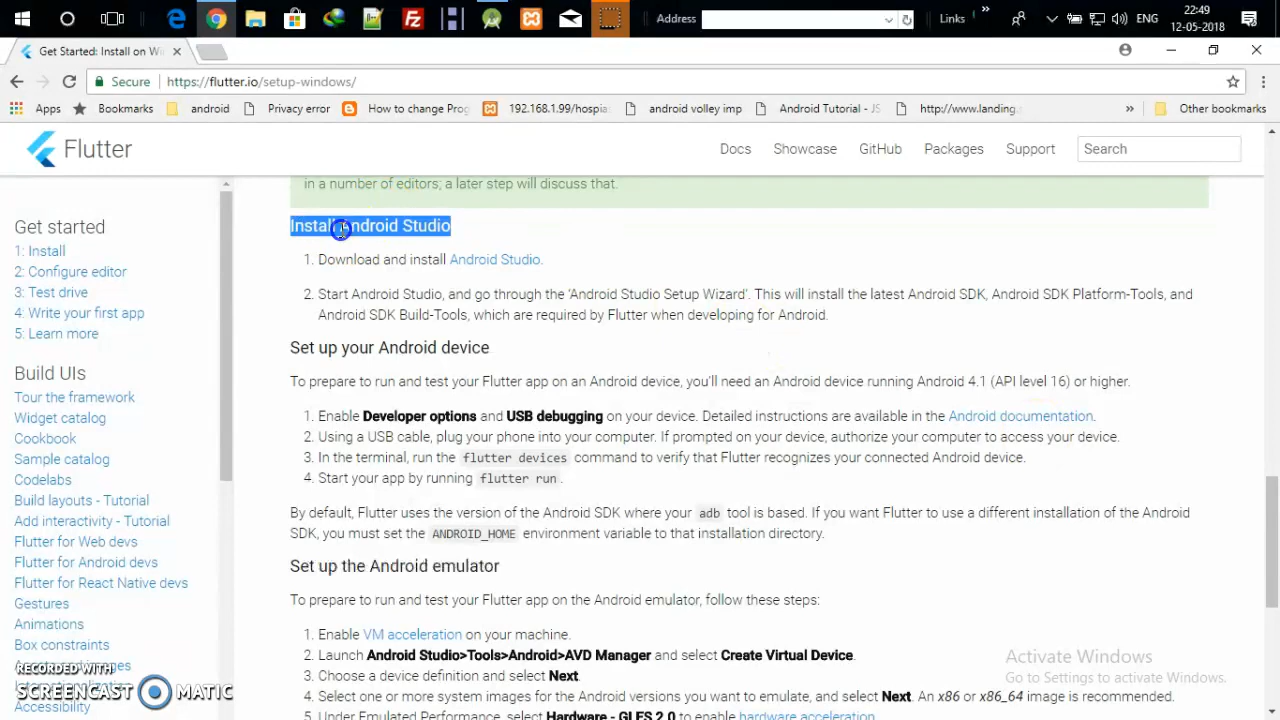 Address
Links
»
ENG
22:49
12-05-2018
Get Started: Install on Wi
Secure
https://flutter.io/setup-windows/
Apps
Bookmarks
android
Privacy error
How to change Prog
192.168.1.99/hospia
android volley imp
Android Tutorial - JS
http://www.landing.
»
Other bookmarks
Flutter
Docs
Showcase
GitHub
Packages
Support
Search
Get started
1: Install
2: Configure editor
3: Test drive
4: Write your first app
5: Learn more
Build UIs
Tour the framework
Widget catalog
Cookbook
Sample catalog
Codelabs
Build layouts - Tutorial
Add interactivity - Tutorial
Flutter for Web devs
Flutter for Android devs
Flutter for React Native devs
Gestures
Animations
Box constraints
Accessibility
in a number of editors; a later step will discuss that.
Install Android Studio
1. Download and install Android Studio.
2. Start Android Studio, and go through the ‘Android Studio Setup Wizard’. This will install the latest Android SDK, Android SDK Platform-Tools, and
Android SDK Build-Tools, which are required by Flutter when developing for Android.
Set up your Android device
To prepare to run and test your Flutter app on an Android device, you'll need an Android device running Android 4.1 (API level 16) or higher.
1. Enable Developer options and USB debugging on your device. Detailed instructions are available in the Android documentation.
2. Using a USB cable, plug your phone into your computer. If prompted on your device, authorize your computer to access your device.
3. In the terminal, run the flutter devices command to verify that Flutter recognizes your connected Android device.
4. Start your app by running flutter run.
By default, Flutter uses the version of the Android SDK where your adb tool is based. If you want Flutter to use a different installation of the Android
SDK, you must set the ANDROID_HOME environment variable to that installation directory.
Set up the Android emulator
To prepare to run and test your Flutter app on the Android emulator, follow these steps:
1. Enable VM acceleration on your machine.
2. Launch Android Studio>Tools>Android>AVD Manager and select Create Virtual Device.
3. Choose a device definition and select Next.
4. Select one or more system images for the Android versions you want to emulate, and select Next. An x86 or x86_64 image is recommended.
5. Under Emulated Performance, select Hardware - GLES 2.0 to enable hardware acceleration.
Activate Windows
Go to Settings to activate Windows.
RECORDED WITH
SCREENCAST MATIC